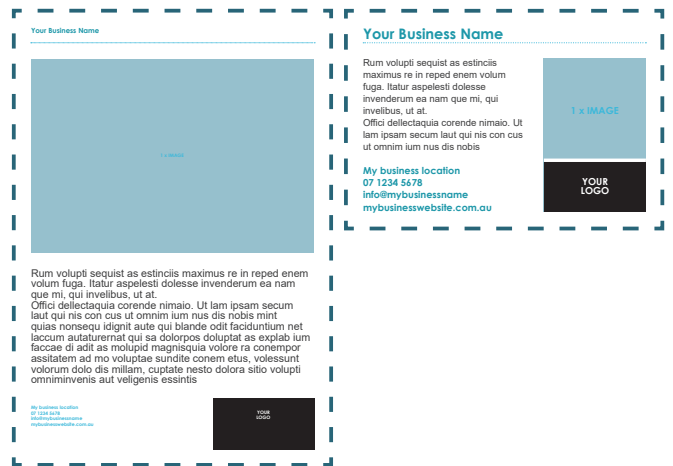 Your Business Name
1 x IMAGE
Rum volupti sequist as estinciis maximus re in reped enem
volum fuga. Itatur aspelesti dolesse invenderum ea nam
que mi, qui invelibus, ut at.
Offici dellectaquia corende nimaio. Ut lam ipsam secum
laut qui nis con cus ut omnim ium nus dis nobis mint
quias nonsequ idignit aute qui blande odit faciduntium net
laccum autaturernat qui sa dolorpos doluptat as explab ium
faccae di adit as molupid magnisquia volore ra conempor
assitatem ad mo voluptae sundite conem etus, volessunt
volorum dolo dis millam, cuptate nesto dolora sitio volupti
omniminvenis aut veligenis essintis
My business location
07 1234 5678
info@mybusinessname
mybusinesswebsite.com.au
YOUR
LOGO
Your Business Name
Rum volupti sequist as estinciis
maximus re in reped enem volum
fuga. Itatur aspelesti dolesse
invenderum ea nam que mi, qui
invelibus, ut at.
Offici dellectaquia corende nimaio. Ut
lam ipsam secum laut qui nis con cus
ut omnim ium nus dis nobis
1 x IMAGE
My business location
07 1234 5678
info@mybusinessname
mybusinesswebsite.com.au
YOUR
LOGO